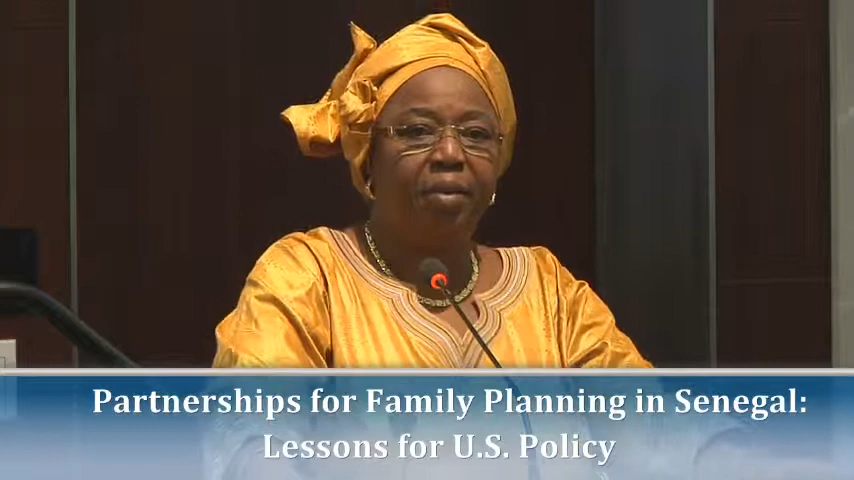 Partnerships for Family Planning in Senegal:
Lessons for U.S. Policy